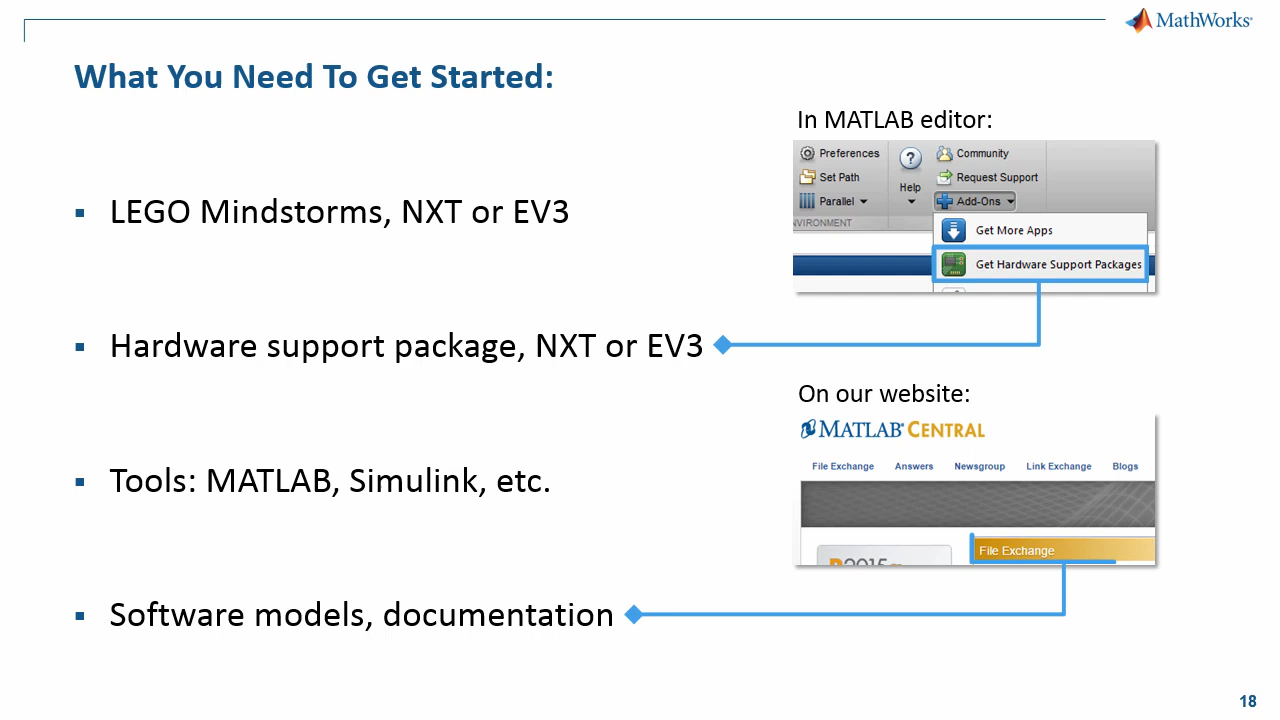 MathWorks®
What You Need To Get Started:
In MATLAB editor:
Preferences
Community
Set Path
Request Support
Help
Parallel
Add-Ons
Get More Apps
▪ LEGO Mindstorms, NXT or EV3
Get Hardware Support Packages
▪ Hardware support package, NXT or EV3
On our website:
MATLAB® CENTRAL
File Exchange Answers Newsgroup Link Exchange Blogs
▪ Tools: MATLAB, Simulink, etc.
File Exchange
▪ Software models, documentation
18